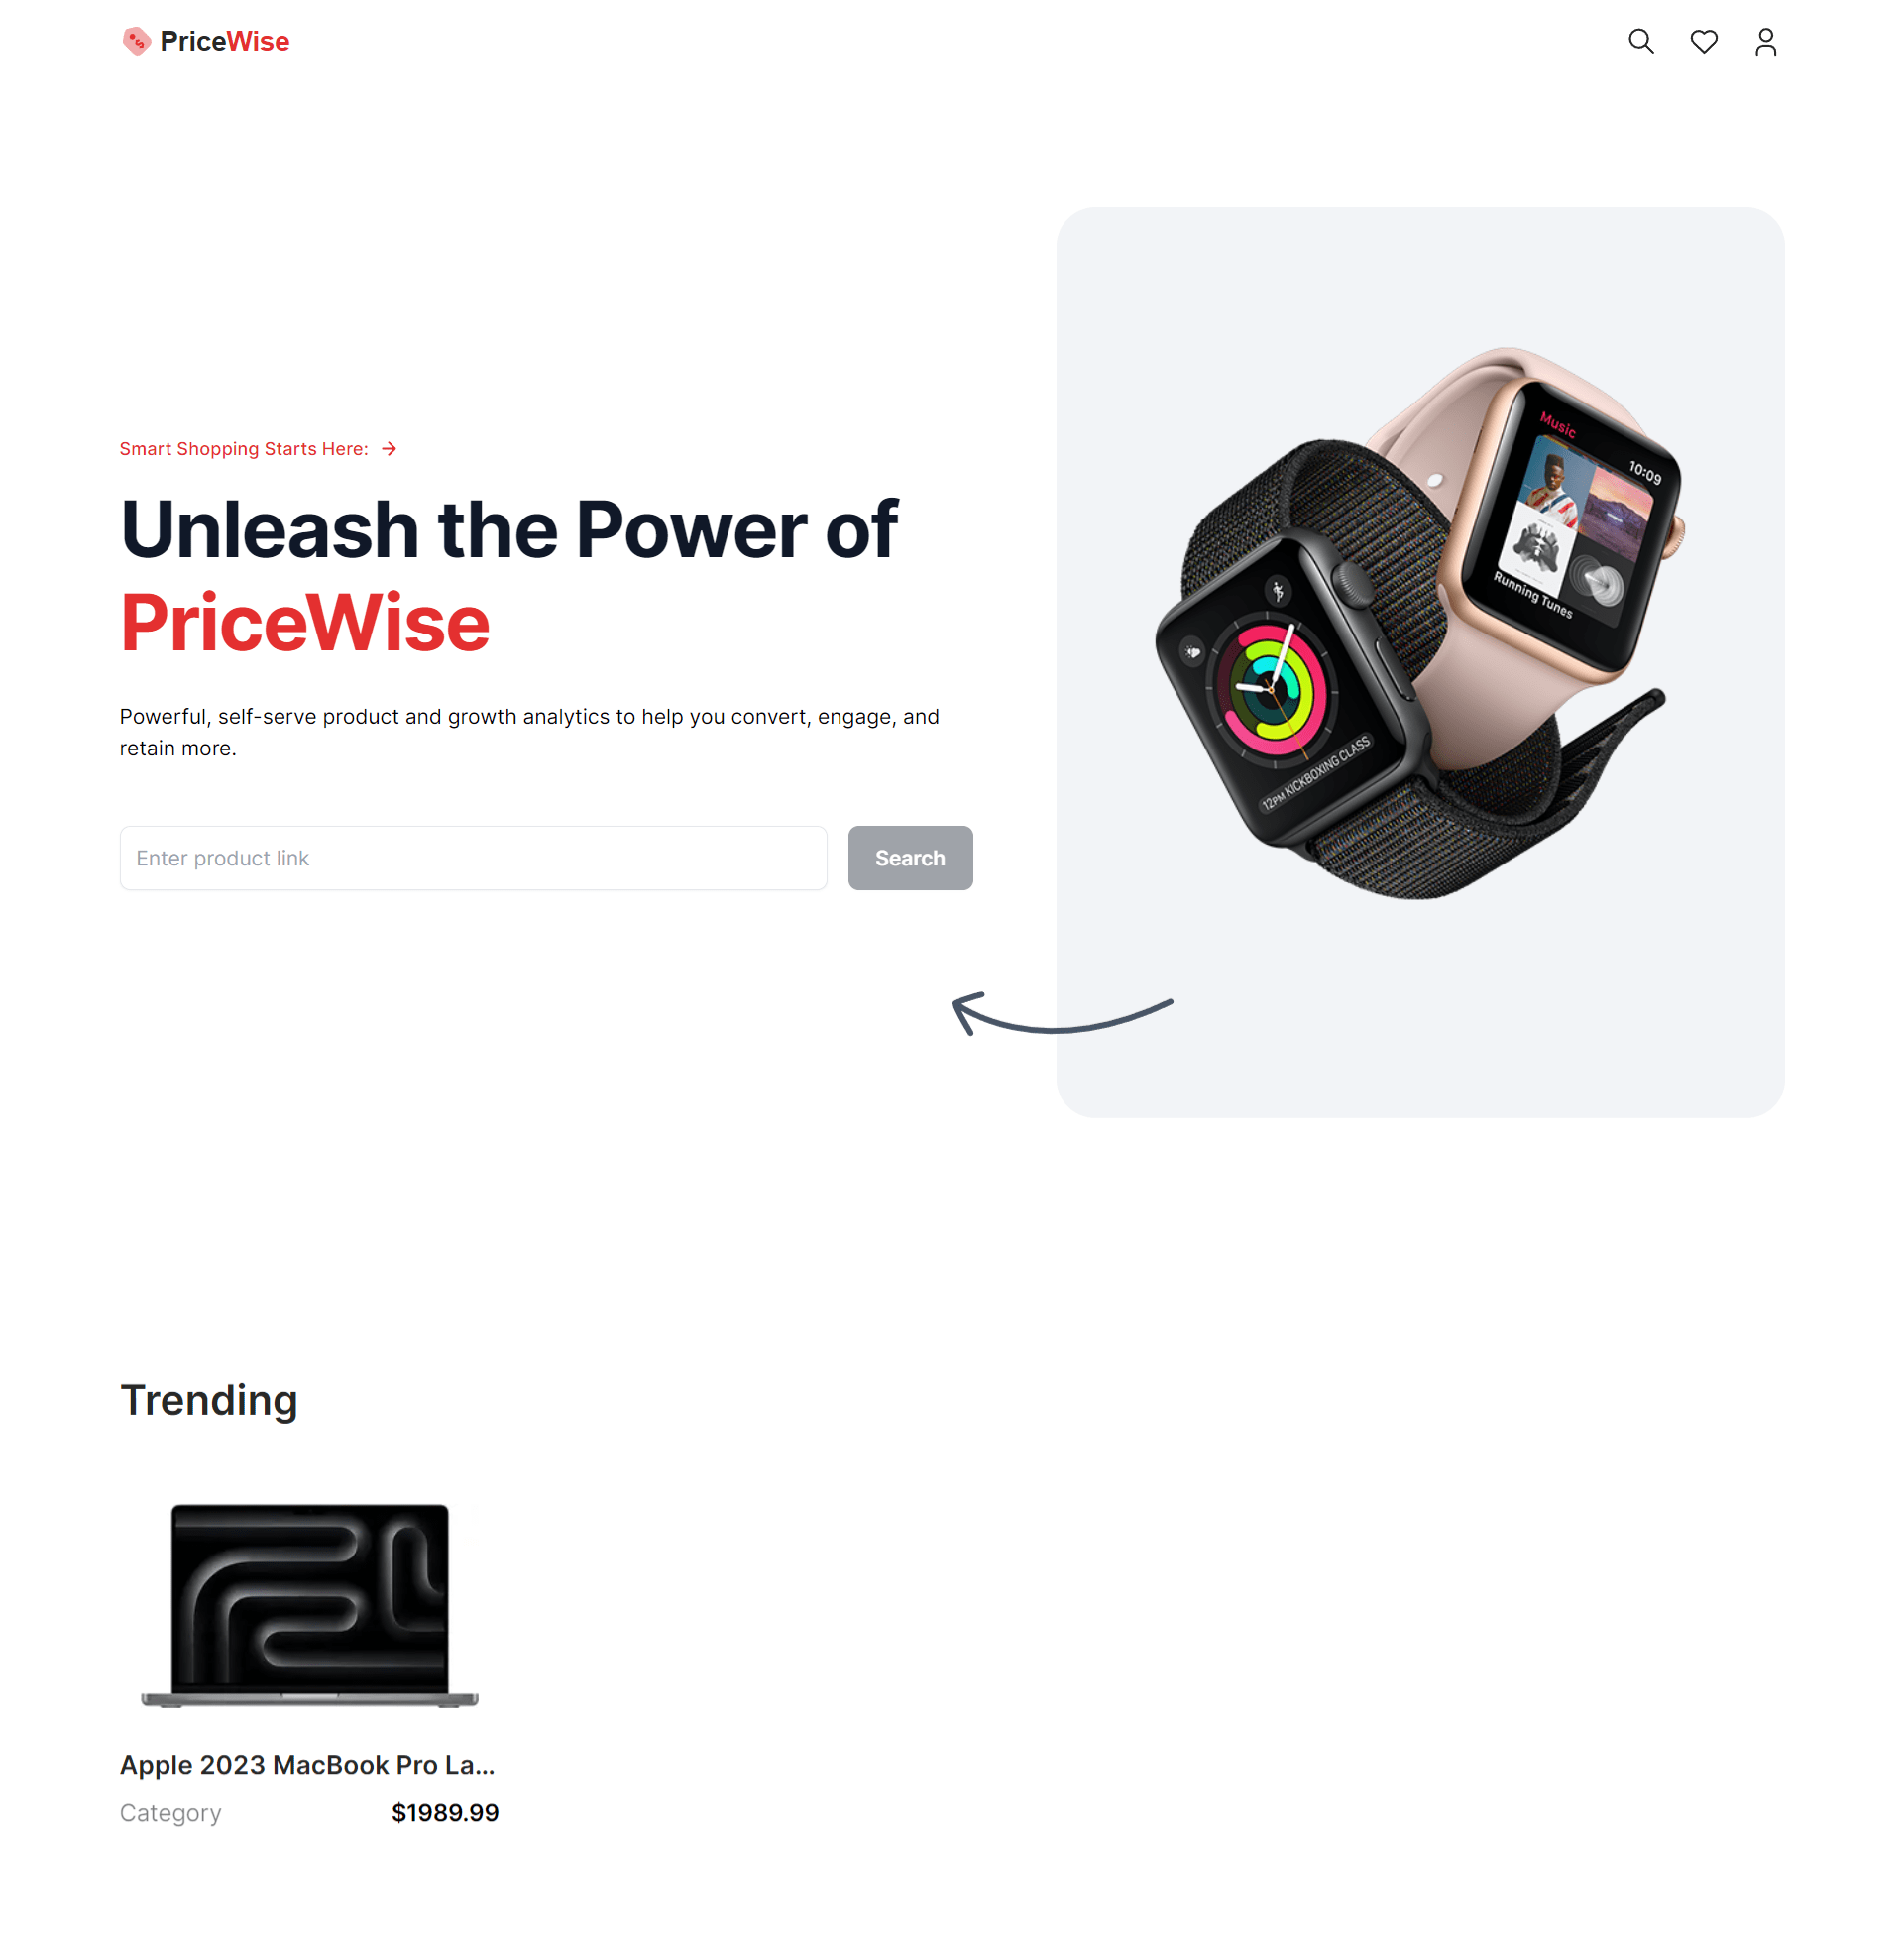 PriceWise
Smart Shopping Starts Here:
Unleash the Power of
PriceWise
Powerful, self-serve product and growth analytics to help you convert, engage, and
retain more.
Enter product link
Search
Music
10:09
Running Tunes
12PM KICKBOXING CLASS
Trending
Apple 2023 MacBook Pro La...
Category
$1989.99